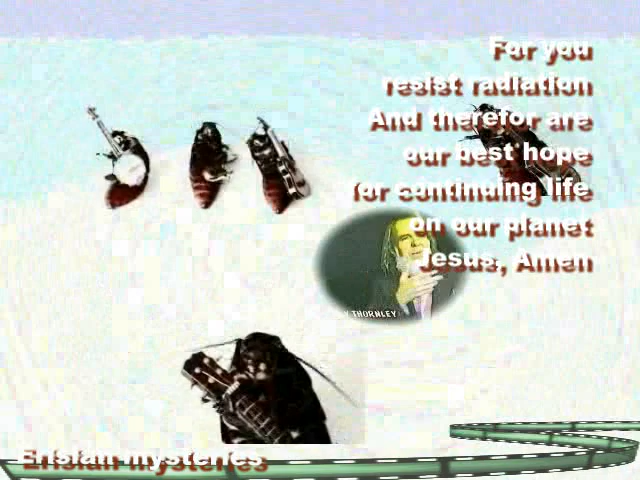 For you
resist radiation
And therefor are
our best hope
for continuing life
on our planet
Jesus, Amen
Y THORNLEY
Erisian mysteries